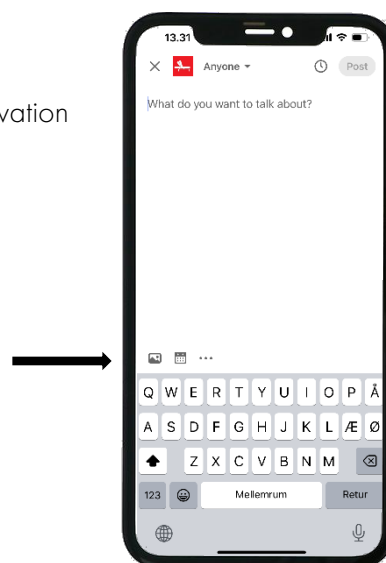 13.31
Anyone
Post
What do you want to talk about?
vation
Q W E R T Y U I O P Å
A S D F G H J K L Æ Ø
Z X C V B N M
123 Mellemrum Retur